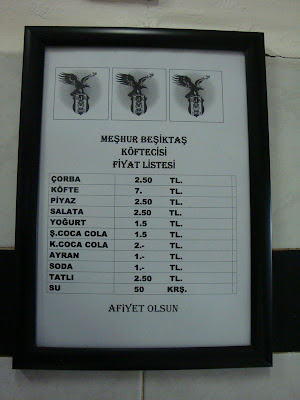 MEŞHUR BEŞİKTAŞ
KÖFTECİSİ
FİYAT LİSTESİ
ÇORBA 2.50 TL.
KÖFTE 7. TL.
PİYAZ 2.50 TL.
SALATA 2.50 TL.
YOĞURT 1.5 TL.
Ş.COCA COLA 1.5 TL.
K.COCA COLA 2.- TL.
AYRAN 1.- TL.
SODA 1.- TL.
TATLI 2.50 TL.
SU 50 KRŞ.
AFİYET OLSUN